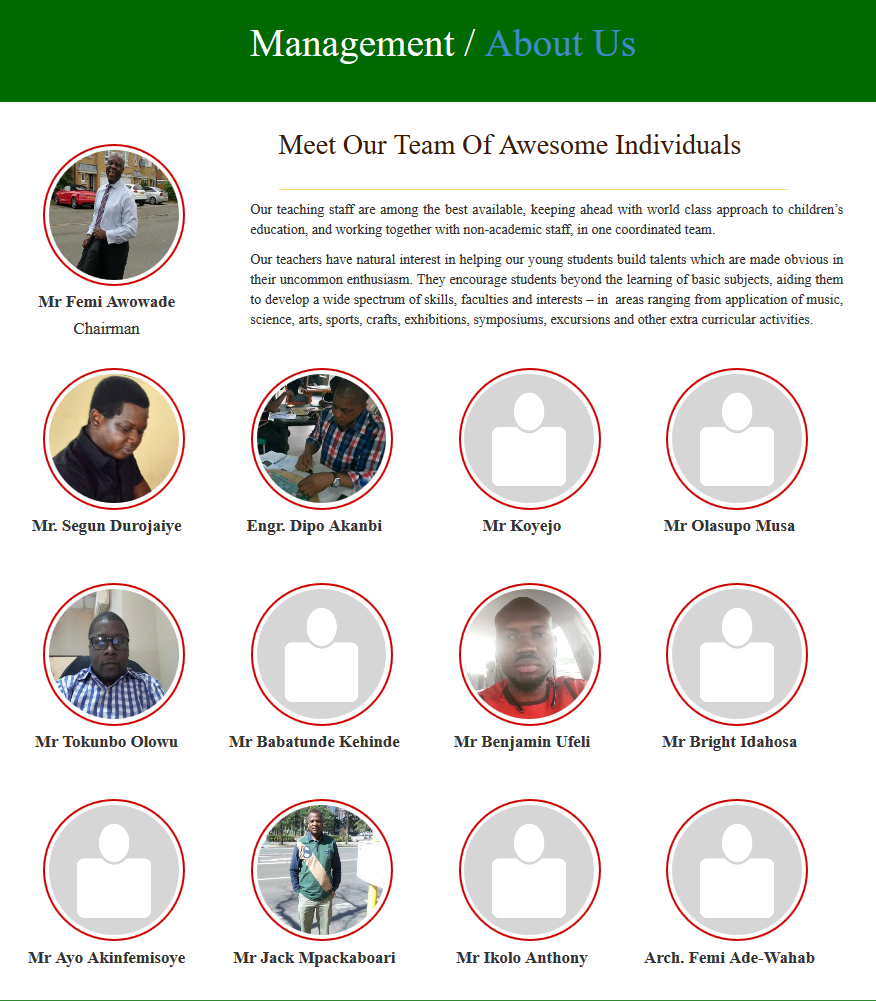 Management / About Us
Meet Our Team Of Awesome Individuals
Our teaching staff are among the best available, keeping ahead with world class approach to children’s
education, and working together with non-academic staff, in one coordinated team.
Our teachers have natural interest in helping our young students build talents which are made obvious in
their uncommon enthusiasm. They encourage students beyond the learning of basic subjects, aiding them
to develop a wide spectrum of skills, faculties and interests – in  areas ranging from application of music,
science, arts, sports, crafts, exhibitions, symposiums, excursions and other extra curricular activities.
Mr Femi Awowade
Chairman
Mr. Segun Durojaiye
Engr. Dipo Akanbi
Mr Koyejo
Mr Olasupo Musa
Mr Tokunbo Olowu
Mr Babatunde Kehinde
Mr Benjamin Ufeli
Mr Bright Idahosa
Mr Ayo Akinfemisoye
Mr Jack Mpackaboari
Mr Ikolo Anthony
Arch. Femi Ade-Wahab